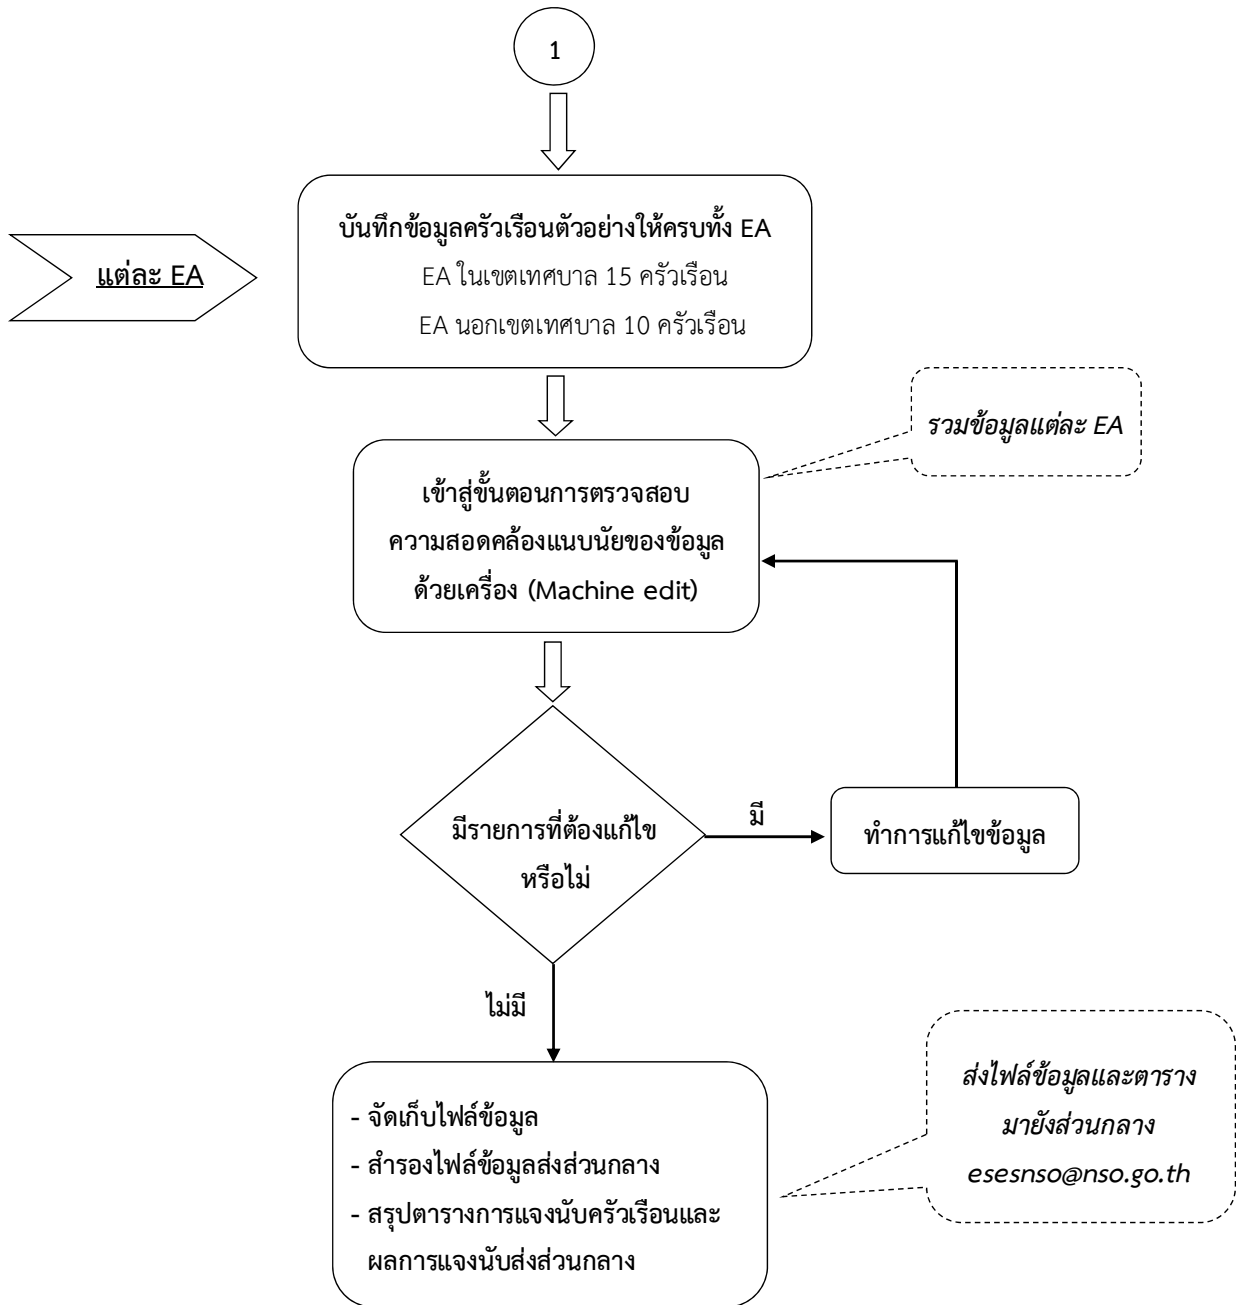 1
บันทึกข้อมูลครัวเรือนตัวอย่างให้ครบทั้ง EA
EA ในเขตเทศบาล 15 ครัวเรือน
EA นอกเขตเทศบาล 10 ครัวเรือน
แต่ละ EA
รวมข้อมูลแต่ละ EA
เข้าสู่ขั้นตอนการตรวจสอบ
ความสอดคล้องแนบนัยของข้อมูล
ด้วยเครื่อง (Machine edit)
มีรายการที่ต้องแก้ไข
หรือไม่
มี
ทำการแก้ไขข้อมูล
ไม่มี
- จัดเก็บไฟล์ข้อมูล
- สำรองไฟล์ข้อมูลส่งส่วนกลาง
- สรุปตารางการแจงนับครัวเรือนและ
ผลการแจงนับส่งส่วนกลาง
ส่งไฟล์ข้อมูลและตาราง
มายังส่วนกลาง
esesnso@nso.go.th